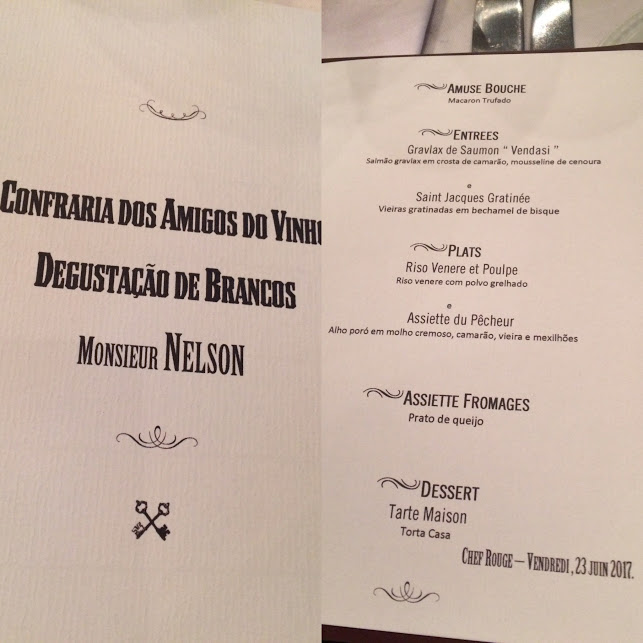 CONFRARIA DOS AMIGOS DO VINHO
DEGUSTAÇÃO DE BRANCOS
MONSIEUR NELSON
AMUSE BOUCHE
Macaron Trufado
ENTREES
Gravlax de Saumon “ Vendasi ”
Salmão gravlax em crosta de camarão, mousseline de cenoura
e
Saint Jacques Gratinée
Vieiras gratinadas em bechamel de bisque
PLATS
Riso Venere et Poulpe
Riso venere com polvo grelhado
e
Assiette du Pêcheur
Alho poró em molho cremoso, camarão, vieira e mexilhões
ASSIETTE FROMAGES
Prato de queijo
DESSERT
Tarte Maison
Torta Casa
CHEF ROUGE – VENDREDI, 23 JUIN 2017.